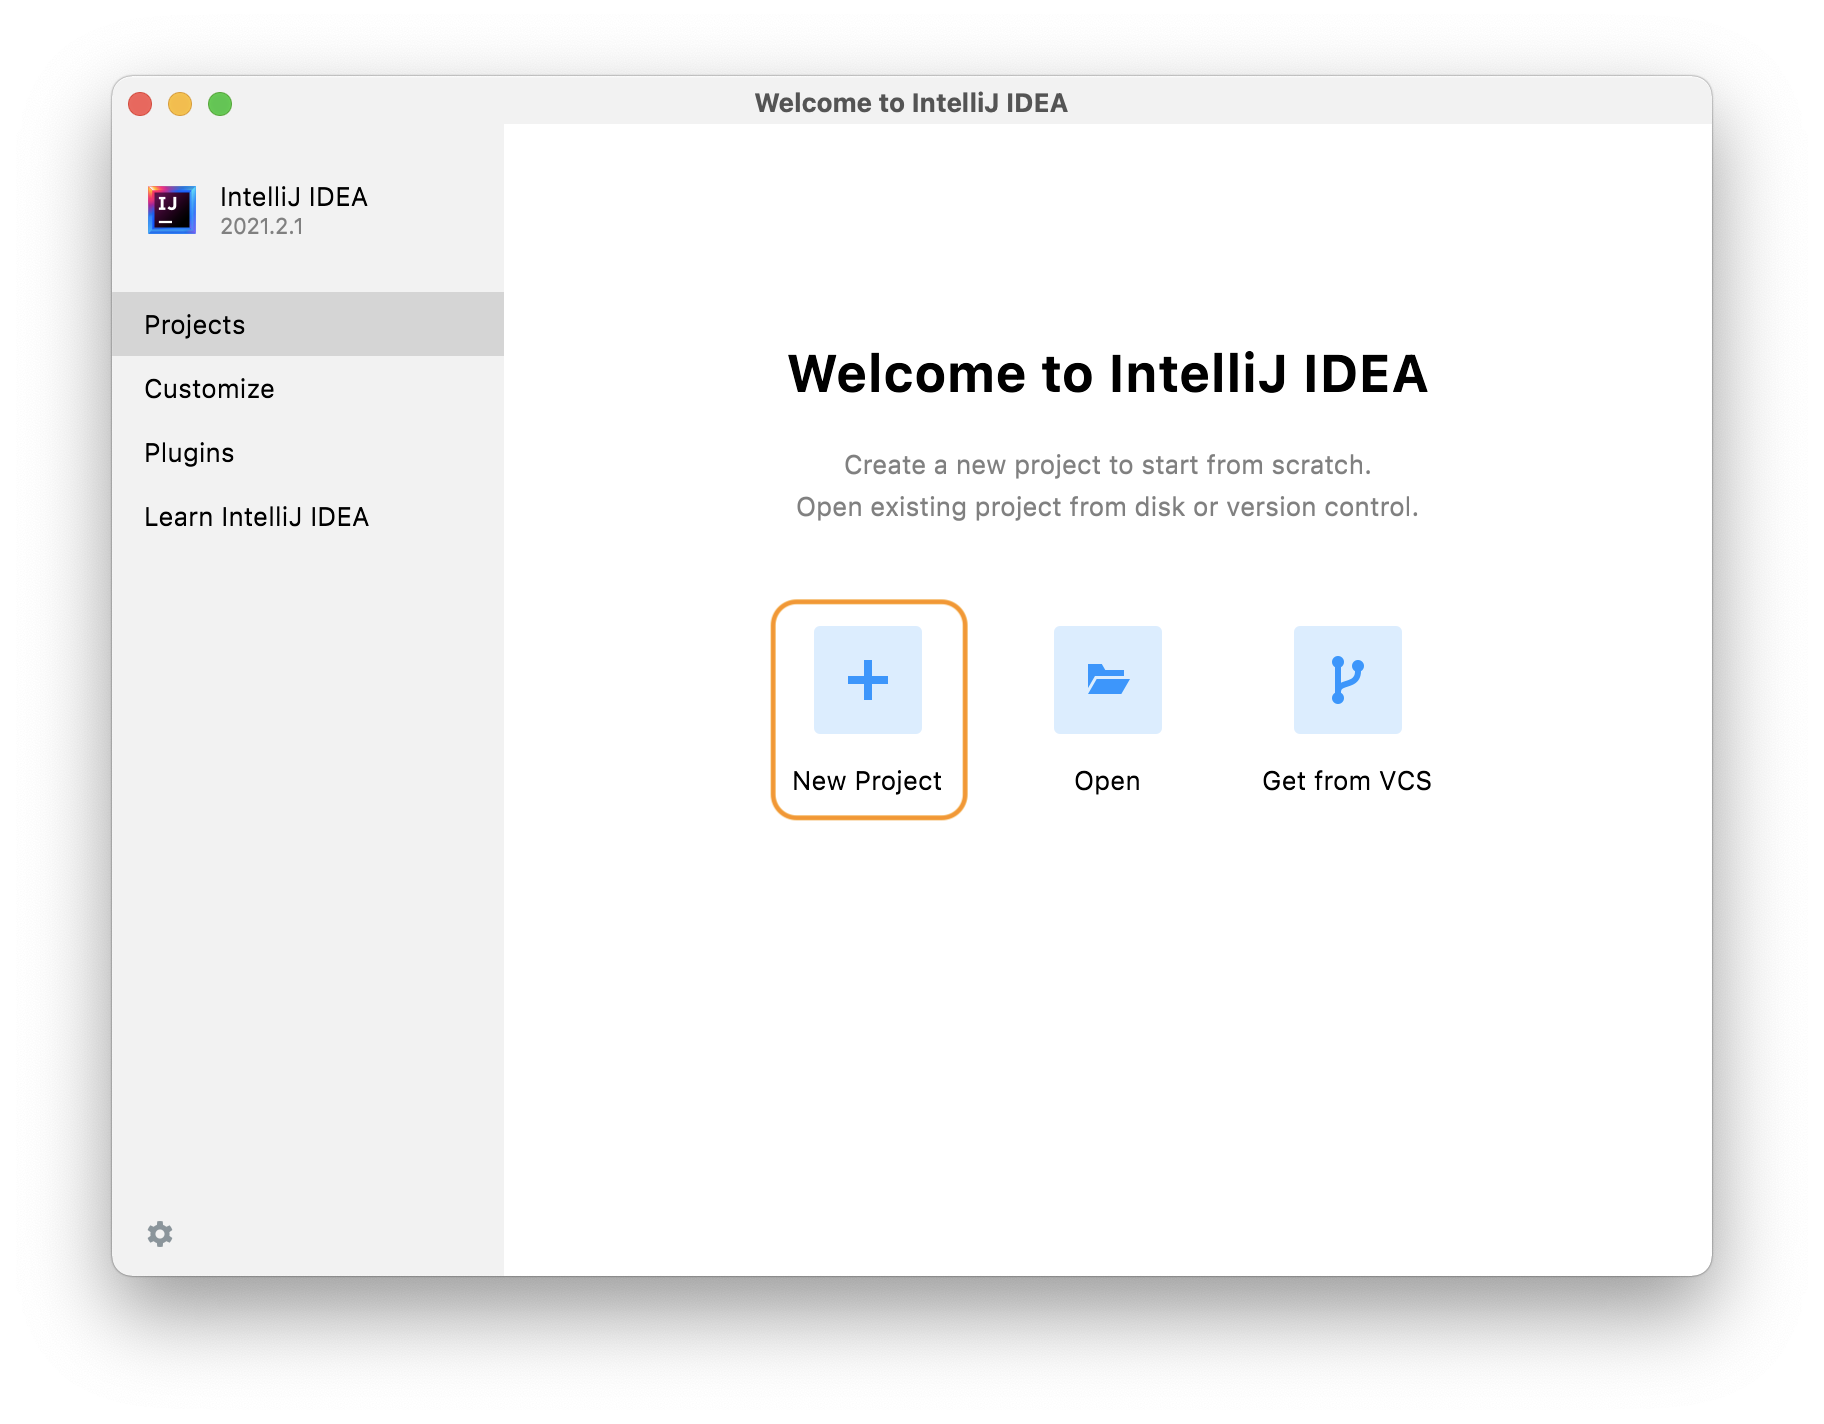 Welcome to IntelliJ IDEA
IJ
IntelliJ IDEA
2021.2.1
Projects
Customize
Plugins
Learn IntelliJ IDEA
Welcome to IntelliJ IDEA
Create a new project to start from scratch.
Open existing project from disk or version control.
New Project
Open
Get from VCS